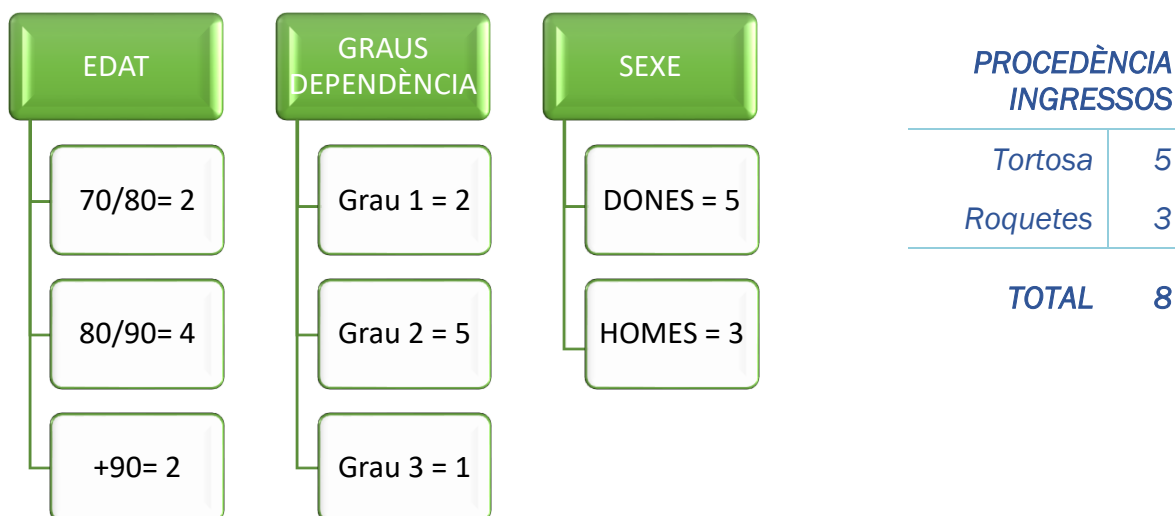 EDAT
70/80= 2
80/90= 4
+90= 2
GRAUS
DEPENDÈNCIA
Grau 1 = 2
Grau 2 = 5
Grau 3 = 1
SEXE
DONES = 5
HOMES = 3
PROCEDÈNCIA
INGRESSOS
Tortosa 5
Roquetes 3
TOTAL 8